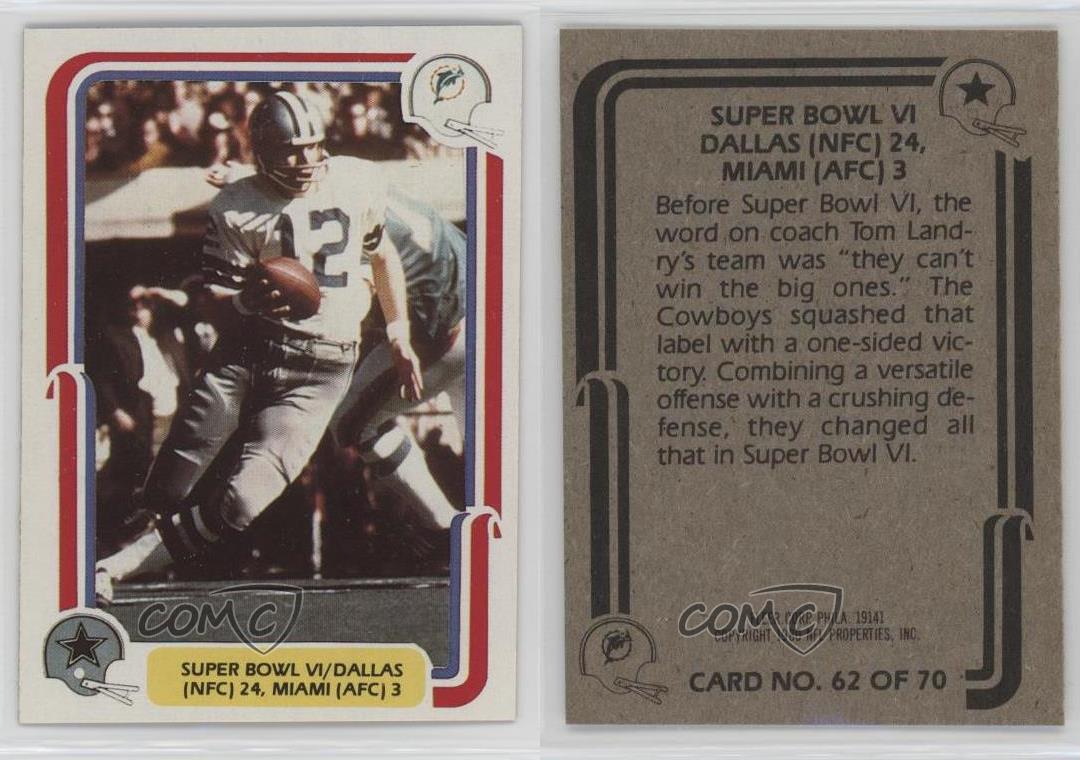 12
SUPER BOWL VI/DALLAS
(NFC) 24, MIAMI (AFC) 3
COMC
SUPER BOWL VI
DALLAS (NFC) 24,
MIAMI (AFC) 3
Before Super Bowl VI, the
word on coach Tom Land-
ry's team was "they can't
win the big ones." The
Cowboys squashed that
label with a one-sided vic-
tory. Combining a versatile
offense with a crushing de-
fense, they changed all
that in Super Bowl VI.
CORP. PHILA. 19141
COPYRIGHT NFL PROPERTIES, INC.
COMC
CARD NO. 62 OF 70